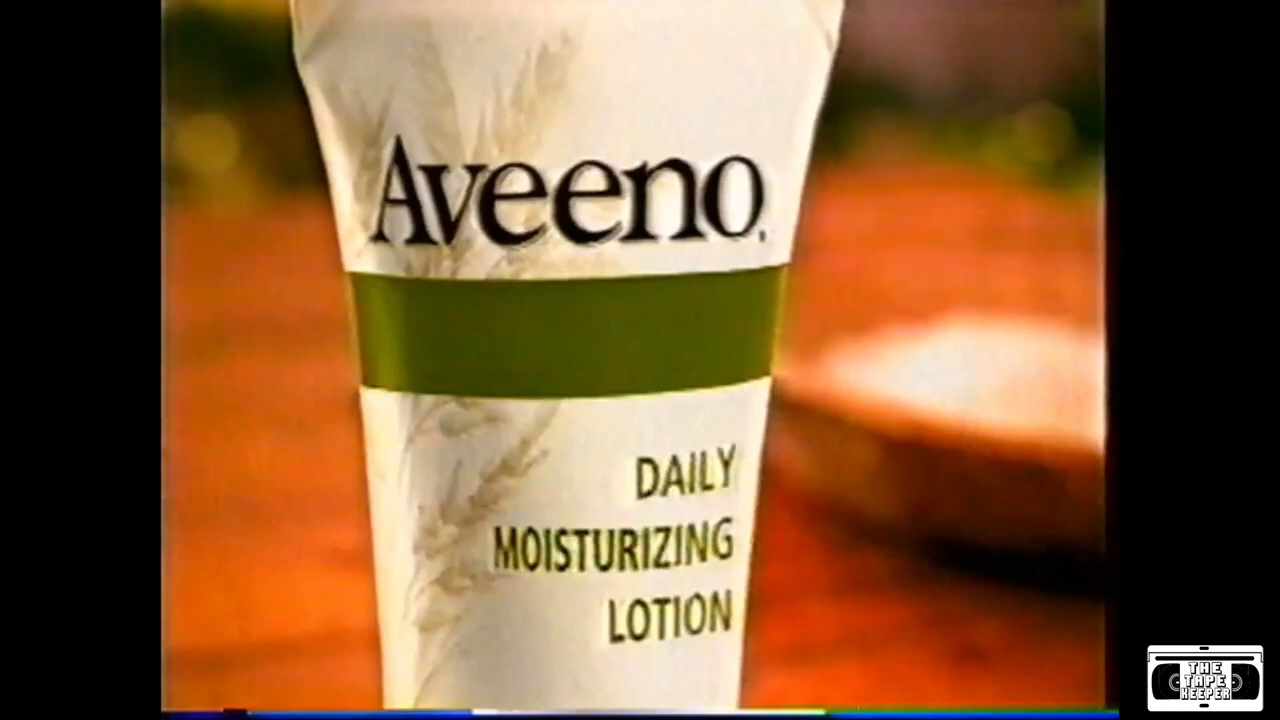 Aveeno.
DAILY
MOISTURIZING
LOTION
THE
TAPE
KEEPER